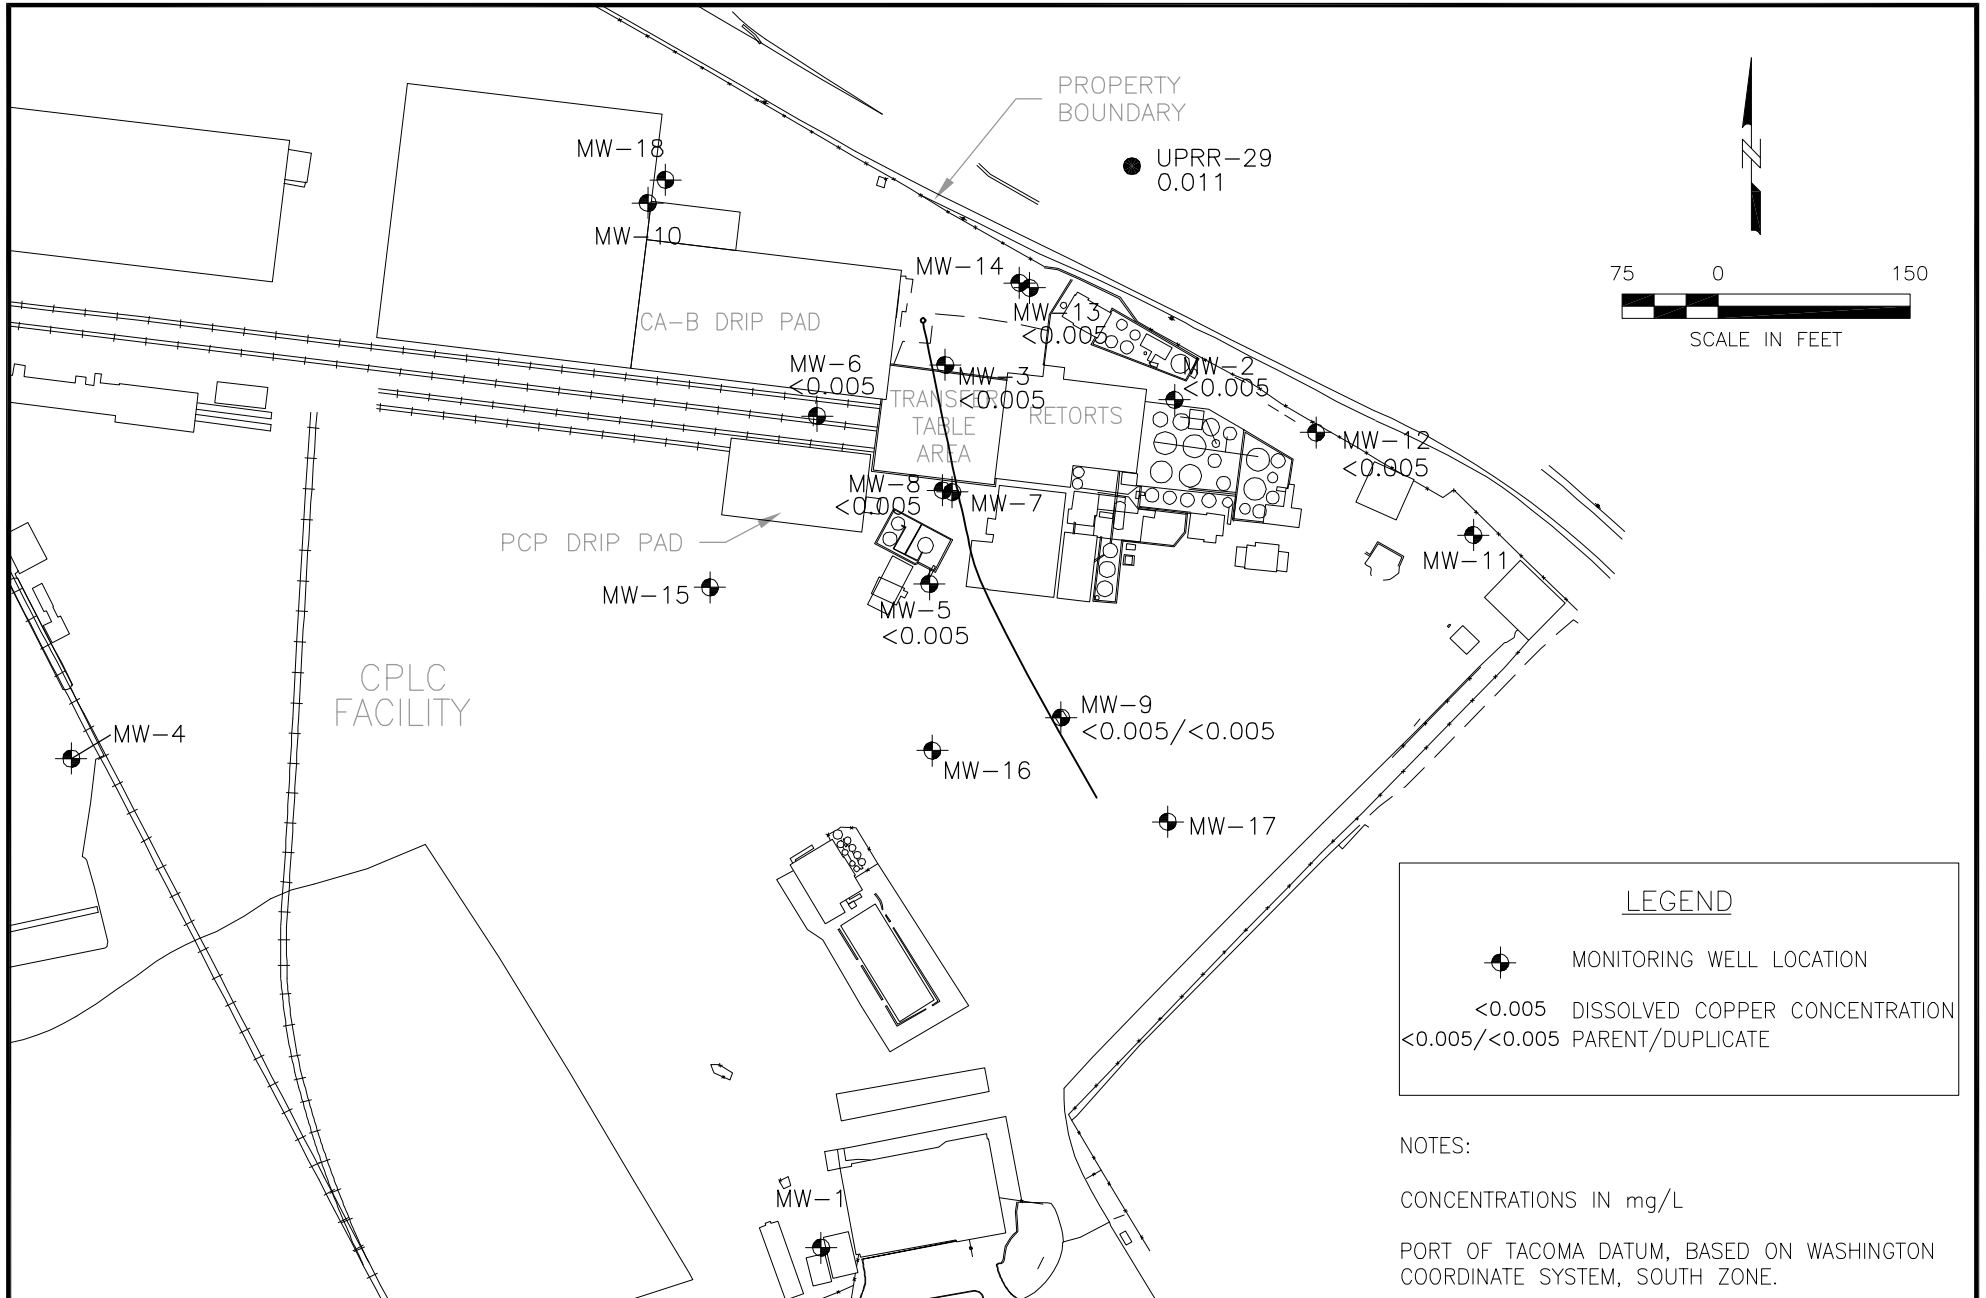 PROPERTY
BOUNDARY
UPRR-29
0.011
N
75 0 150
SCALE IN FEET
MW-18
MW-10
MW-14
MW-13
<0.005
CA-B DRIP PAD
MW-6
<0.005
MW-3
<0.005
TRANSFER
TABLE
AREA
RETORTS
MW-2
<0.005
MW-12
<0.005
MW-8
<0.005
MW-7
PCP DRIP PAD
MW-11
MW-15
MW-5
<0.005
CPLC
FACILITY
MW-4
MW-9
<0.005/<0.005
MW-16
MW-17
MW-1
LEGEND
MONITORING WELL LOCATION
<0.005 DISSOLVED COPPER CONCENTRATION
<0.005/<0.005 PARENT/DUPLICATE
NOTES:
CONCENTRATIONS IN mg/L
PORT OF TACOMA DATUM, BASED ON WASHINGTON
COORDINATE SYSTEM, SOUTH ZONE.